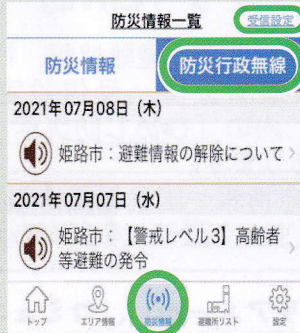 防災情報一覧
受信設定
防災情報
防災行政無線
2021年07月08日（木）
姫路市：避難情報の解除について
2021年07月07日（水）
姫路市：【警戒レベル3】高齢者
等避難の発令
トップ
エリア情報
防災情報
避難所リスト
設定